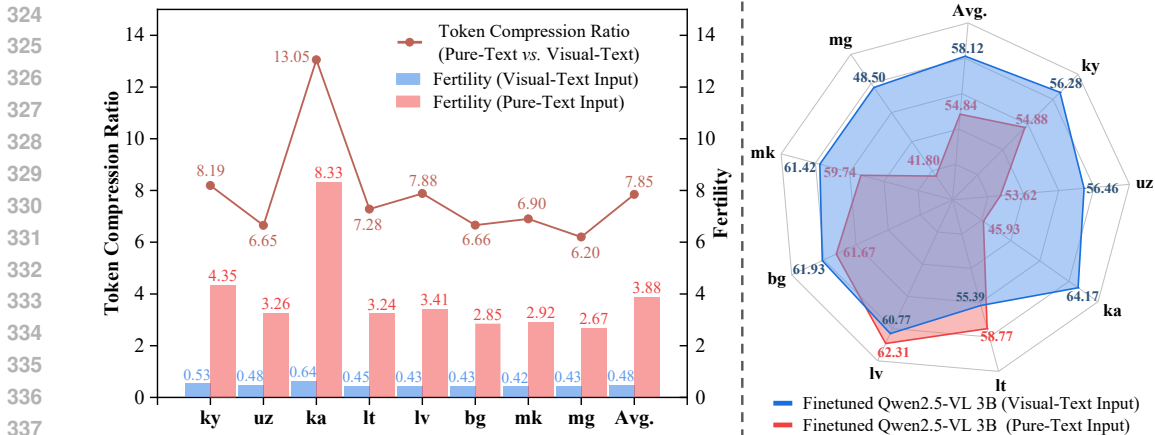 324
325
326
327
328
329
330
331
332
333
334
335
336
337
Token Compression Ratio
14
12
10
8
6
4
2
0
Token Compression Ratio
(Pure-Text vs. Visual-Text)
Fertility (Visual-Text Input)
Fertility (Pure-Text Input)
8.19
6.65
13.05
7.28
7.88
6.66
6.90
6.20
7.85
4.35
3.26
8.33
3.24
3.41
2.85
2.92
2.67
3.88
0.53
0.48
0.64
0.45
0.43
0.43
0.42
0.43
0.48
ky
uz
ka
lt
lv
bg
mk
mg
Avg.
14
12
10
8
6
4
2
0
Fertility
Avg.
ky
uz
ka
lt
lv
bg
mk
mg
58.12
56.28
56.46
64.17
55.39
60.77
61.93
61.42
48.50
54.84
54.88
53.62
45.93
58.77
62.31
61.67
59.74
41.80
Finetuned Qwen2.5-VL 3B (Visual-Text Input)
Finetuned Qwen2.5-VL 3B (Pure-Text Input)